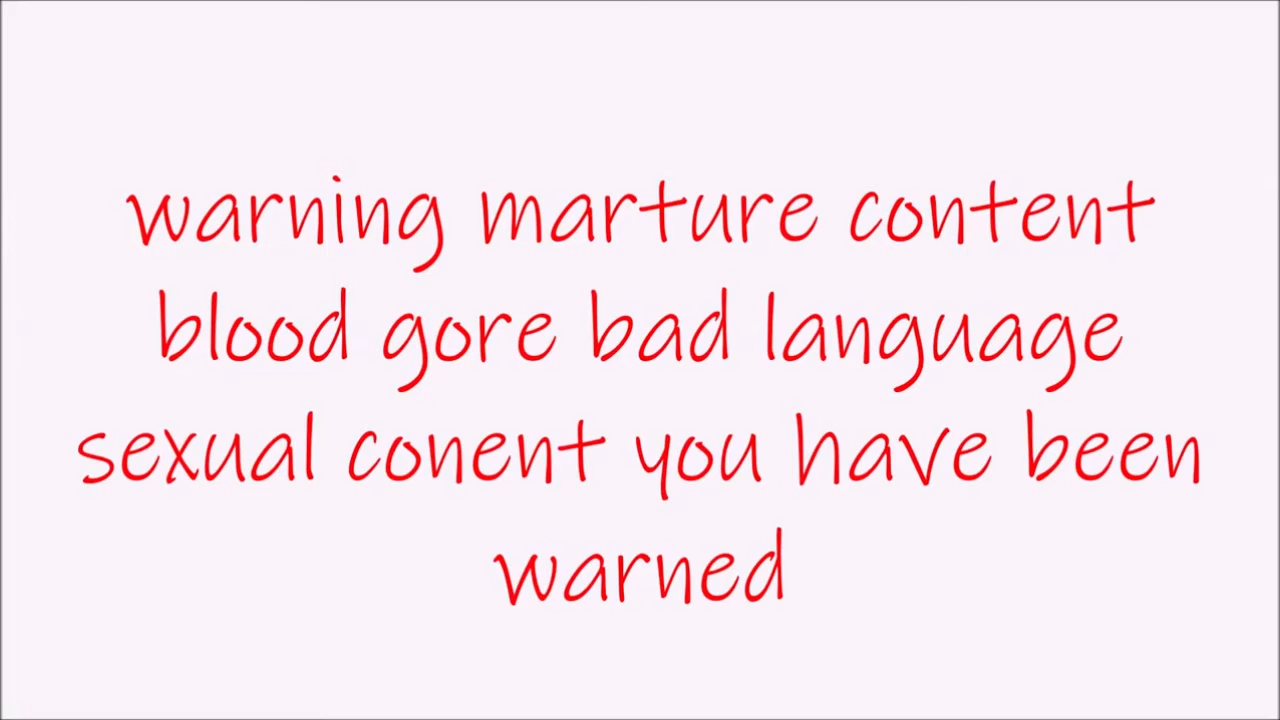 warning marture content
blood gore bad language
sexual conent you have been
warned